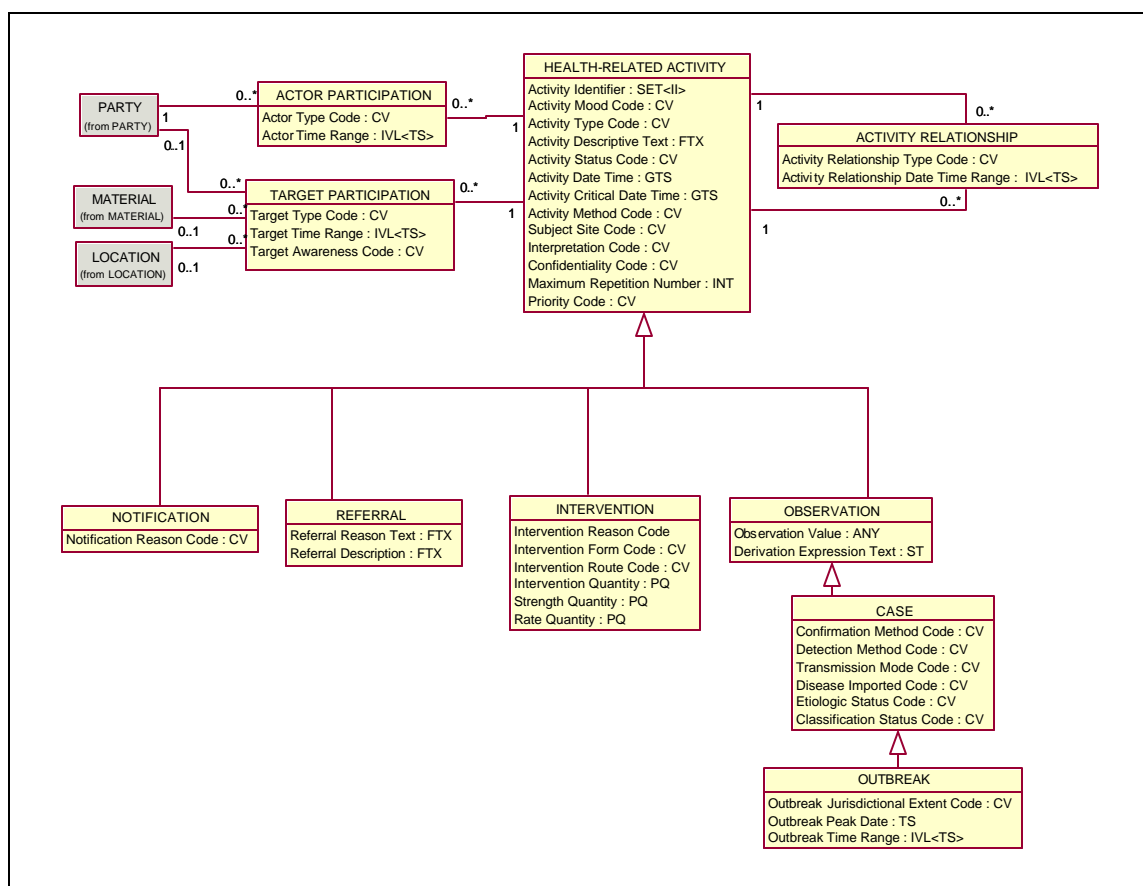 HEALTH-RELATED ACTIVITY
Activity Identifier : SET<II>
Activity Mood Code : CV
Activity Type Code : CV
Activity Descriptive Text : FTX
Activity Status Code : CV
Activity Date Time : GTS
Activity Critical Date Time : GTS
Activity Method Code : CV
Subject Site Code : CV
Interpretation Code : CV
Confidentiality Code : CV
Maximum Repetition Number : INT
Priority Code : CV
PARTY
(from PARTY)
1
0..1
0..*
ACTOR PARTICIPATION
Actor Type Code : CV
Actor Time Range : IVL<TS>
0..*
1
MATERIAL
(from MATERIAL)
0..1
LOCATION
(from LOCATION)
0..1
0..*
0..*
0..*
TARGET PARTICIPATION
Target Type Code : CV
Target Time Range : IVL<TS>
Target Awareness Code : CV
0..*
1
1
0..*
ACTIVITY RELATIONSHIP
Activity Relationship Type Code : CV
Activity Relationship Date Time Range : IVL<TS>
0..*
1
NOTIFICATION
Notification Reason Code : CV
REFERRAL
Referral Reason Text : FTX
Referral Description : FTX
INTERVENTION
Intervention Reason Code
Intervention Form Code : CV
Intervention Route Code : CV
Intervention Quantity : PQ
Strength Quantity : PQ
Rate Quantity : PQ
OBSERVATION
Observation Value : ANY
Derivation Expression Text : ST
CASE
Confirmation Method Code : CV
Detection Method Code : CV
Transmission Mode Code : CV
Disease Imported Code : CV
Etiologic Status Code : CV
Classification Status Code : CV
OUTBREAK
Outbreak Jurisdictional Extent Code : CV
Outbreak Peak Date : TS
Outbreak Time Range : IVL<TS>